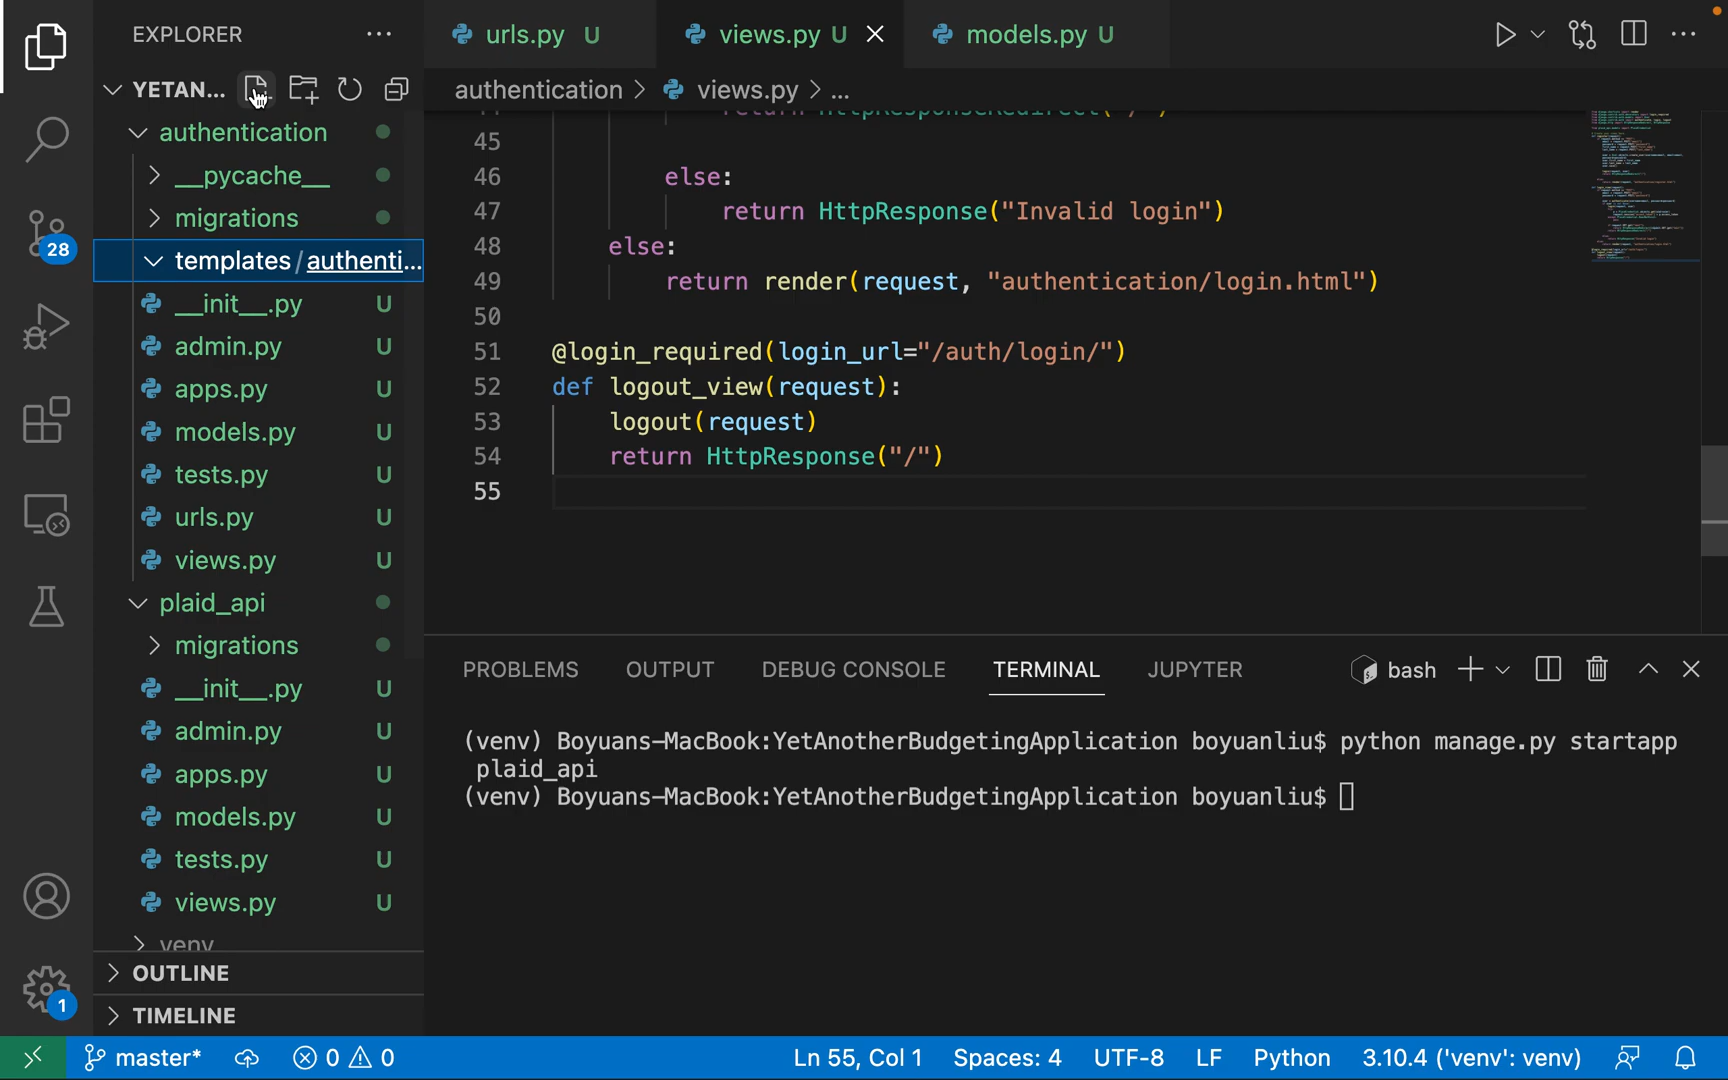 EXPLORER
YETAN...
authentication
__pycache__
migrations
templates/authenti...
__init__.py U
admin.py U
apps.py U
models.py U
tests.py U
urls.py U
views.py U
plaid_api
migrations
__init__.py U
admin.py U
apps.py U
models.py U
tests.py U
views.py U
venv
OUTLINE
TIMELINE
28
1
urls.py U
views.py U
models.py U
authentication > views.py > ...
45
46 else:
47 return HttpResponse("Invalid login")
48 else:
49 return render(request, "authentication/login.html")
50
51 @login_required(login_url="/auth/login/")
52 def logout_view(request):
53 logout(request)
54 return HttpResponse("/")
55
PROBLEMS OUTPUT DEBUG CONSOLE TERMINAL JUPYTER bash
(venv) Boyuans-MacBook:YetAnotherBudgetingApplication boyuanliu$ python manage.py startapp
plaid_api
(venv) Boyuans-MacBook:YetAnotherBudgetingApplication boyuanliu$
master* 0 0 Ln 55, Col 1 Spaces: 4 UTF-8 LF Python 3.10.4 ('venv': venv)